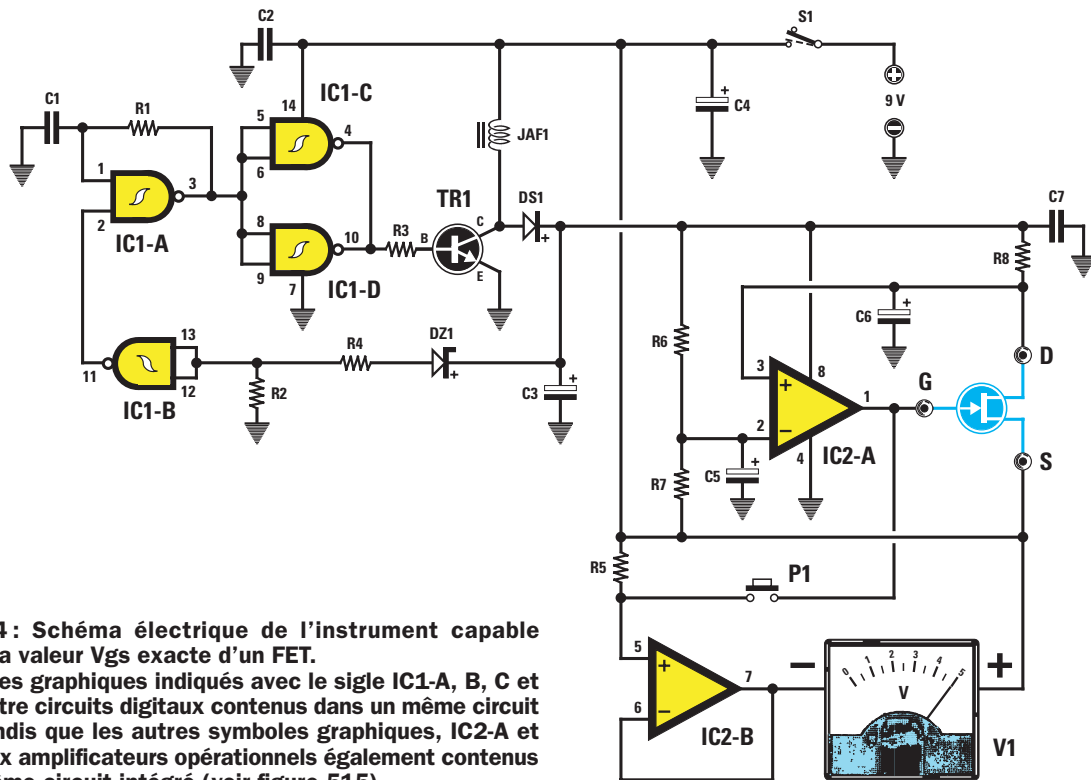 C2
S1
C1
R1
IC1-C
14
5
4
6
C4
+
9 V
JAF1
1
3
2
IC1-A
TR1
C
DS1
+
C7
8
10
R3
B
9
E
IC1-D
7
R8
C6
+
13
11
12
IC1-B
R4
DZ1
+
R2
C3
+
R6
D
3
+
8
G
1
2
−
4
IC2-A
S
R7
C5
+
R5
P1
4 : Schéma électrique de l'instrument capable
a valeur Vgs exacte d'un FET.
es graphiques indiqués avec le sigle IC1-A, B, C et
tre circuits digitaux contenus dans un même circuit
ndis que les autres symboles graphiques, IC2-A et
x amplificateurs opérationnels également contenus
5
+
7
6
−
IC2-B
−
+
0 1 2 3 4 5
V
V1